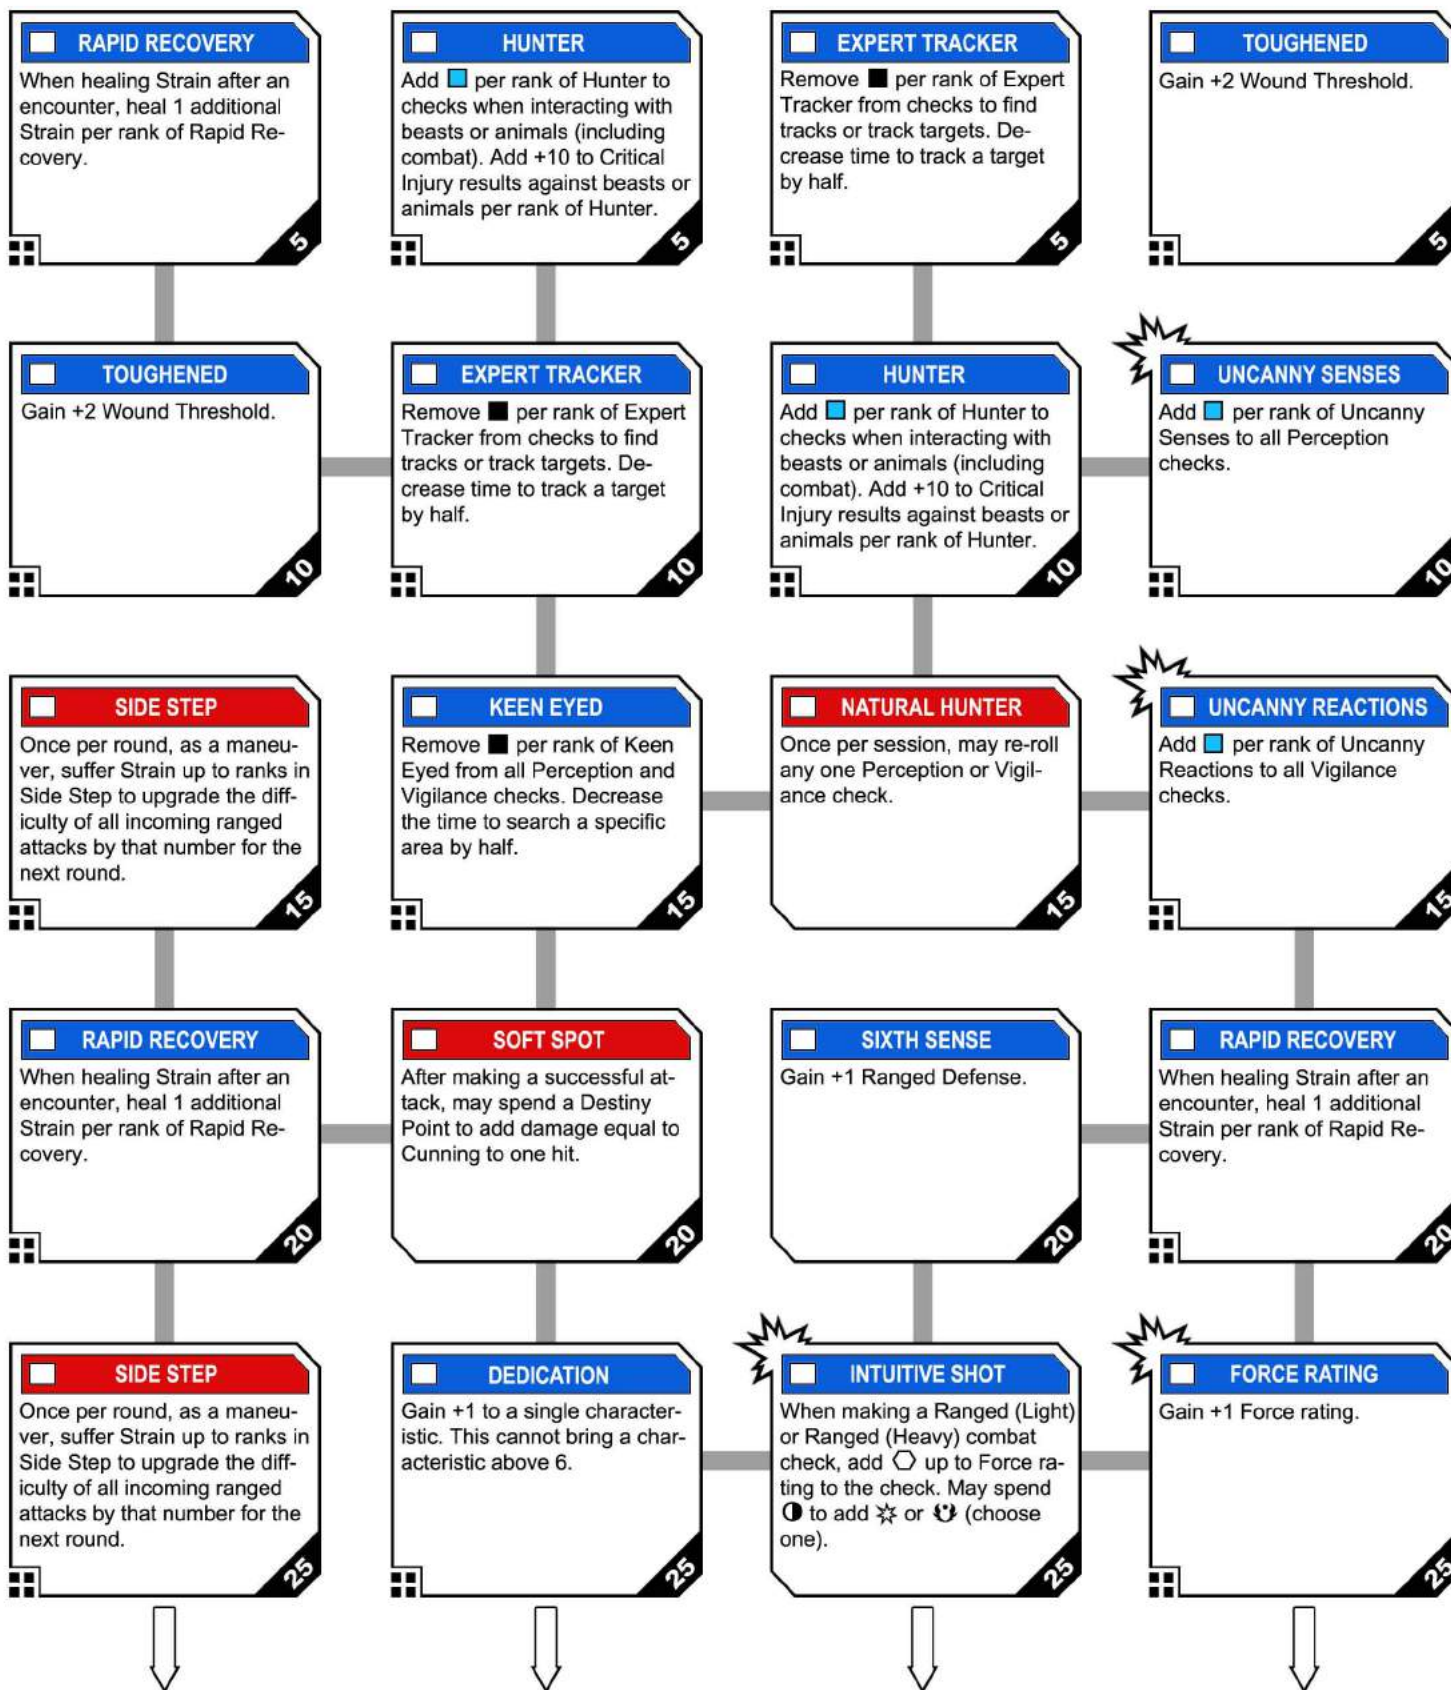 RAPID RECOVERY
When healing Strain after an
encounter, heal 1 additional
Strain per rank of Rapid Re-
covery.
5
HUNTER
Add per rank of Hunter to
checks when interacting with
beasts or animals (including
combat). Add +10 to Critical
Injury results against beasts or
animals per rank of Hunter.
5
EXPERT TRACKER
Remove per rank of Expert
Tracker from checks to find
tracks or track targets. De-
crease time to track a target
by half.
5
TOUGHENED
Gain +2 Wound Threshold.
5
TOUGHENED
Gain +2 Wound Threshold.
10
EXPERT TRACKER
Remove per rank of Expert
Tracker from checks to find
tracks or track targets. De-
crease time to track a target
by half.
10
HUNTER
Add per rank of Hunter to
checks when interacting with
beasts or animals (including
combat). Add +10 to Critical
Injury results against beasts or
animals per rank of Hunter.
10
UNCANNY SENSES
Add per rank of Uncanny
Senses to all Perception
checks.
10
SIDE STEP
Once per round, as a maneu-
ver, suffer Strain up to ranks in
Side Step to upgrade the diff-
iculty of all incoming ranged
attacks by that number for the
next round.
15
KEEN EYED
Remove per rank of Keen
Eyed from all Perception and
Vigilance checks. Decrease
the time to search a specific
area by half.
15
NATURAL HUNTER
Once per session, may re-roll
any one Perception or Vigil-
ance check.
15
UNCANNY REACTIONS
Add per rank of Uncanny
Reactions to all Vigilance
checks.
15
RAPID RECOVERY
When healing Strain after an
encounter, heal 1 additional
Strain per rank of Rapid Re-
covery.
20
SOFT SPOT
After making a successful at-
tack, may spend a Destiny
Point to add damage equal to
Cunning to one hit.
20
SIXTH SENSE
Gain +1 Ranged Defense.
20
RAPID RECOVERY
When healing Strain after an
encounter, heal 1 additional
Strain per rank of Rapid Re-
covery.
20
SIDE STEP
Once per round, as a maneu-
ver, suffer Strain up to ranks in
Side Step to upgrade the diff-
iculty of all incoming ranged
attacks by that number for the
next round.
25
DEDICATION
Gain +1 to a single character-
istic. This cannot bring a char-
acteristic above 6.
25
INTUITIVE SHOT
When making a Ranged (Light)
or Ranged (Heavy) combat
check, add up to Force ra-
ting to the check. May spend
to add or (choose
one).
25
FORCE RATING
Gain +1 Force rating.
25